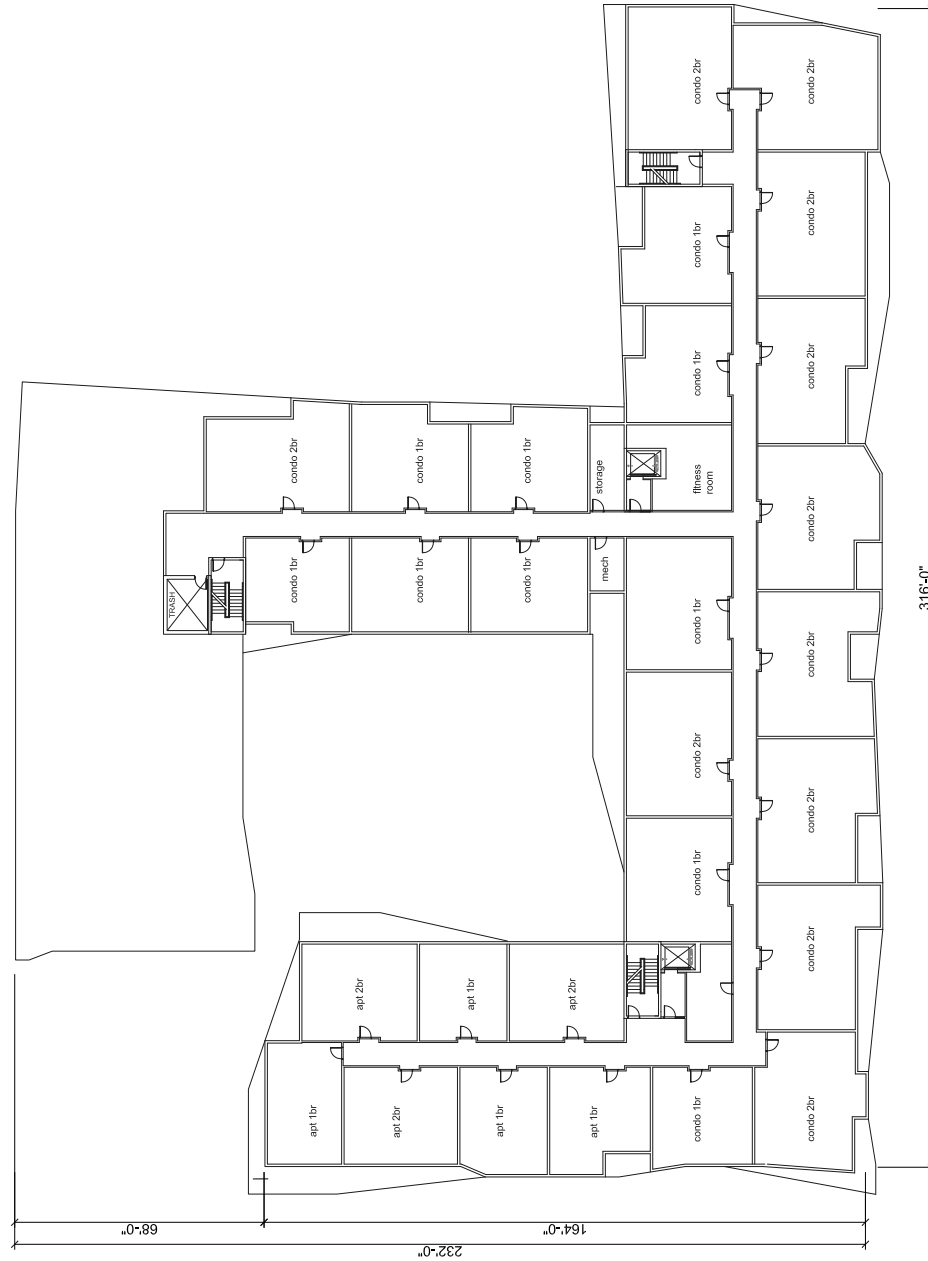 condo 2br
condo 2br
condo 2br
condo 1br
condo 1br
condo 2br
fitness
room
storage
condo 1br
condo 1br
condo 2br
TRASH
condo 1br
condo 1br
condo 1br
mech
condo 1br
condo 2br
condo 1br
condo 2br
condo 2br
condo 2br
condo 2br
condo 2br
apt 2br
apt 1br
apt 2br
apt 1br
apt 2br
apt 1br
apt 1br
condo 1br
condo 2br
68'-0"
164'-0"
232'-0"
316'-0"